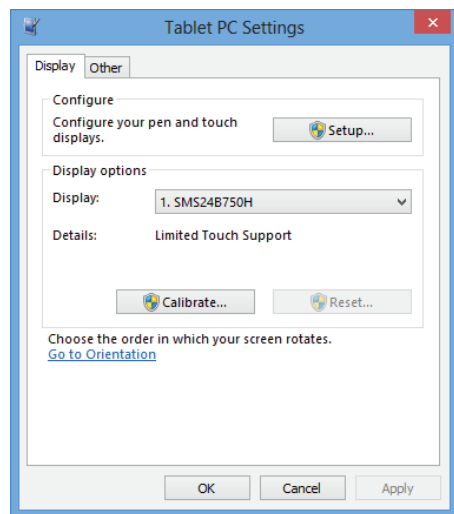 Tablet PC Settings
Display
Other
Configure
Configure your pen and touch
displays.
Setup...
Display options
Display:
1. SMS24B750H
Details:
Limited Touch Support
Calibrate...
Reset...
Choose the order in which your screen rotates.
Go to Orientation
OK
Cancel
Apply